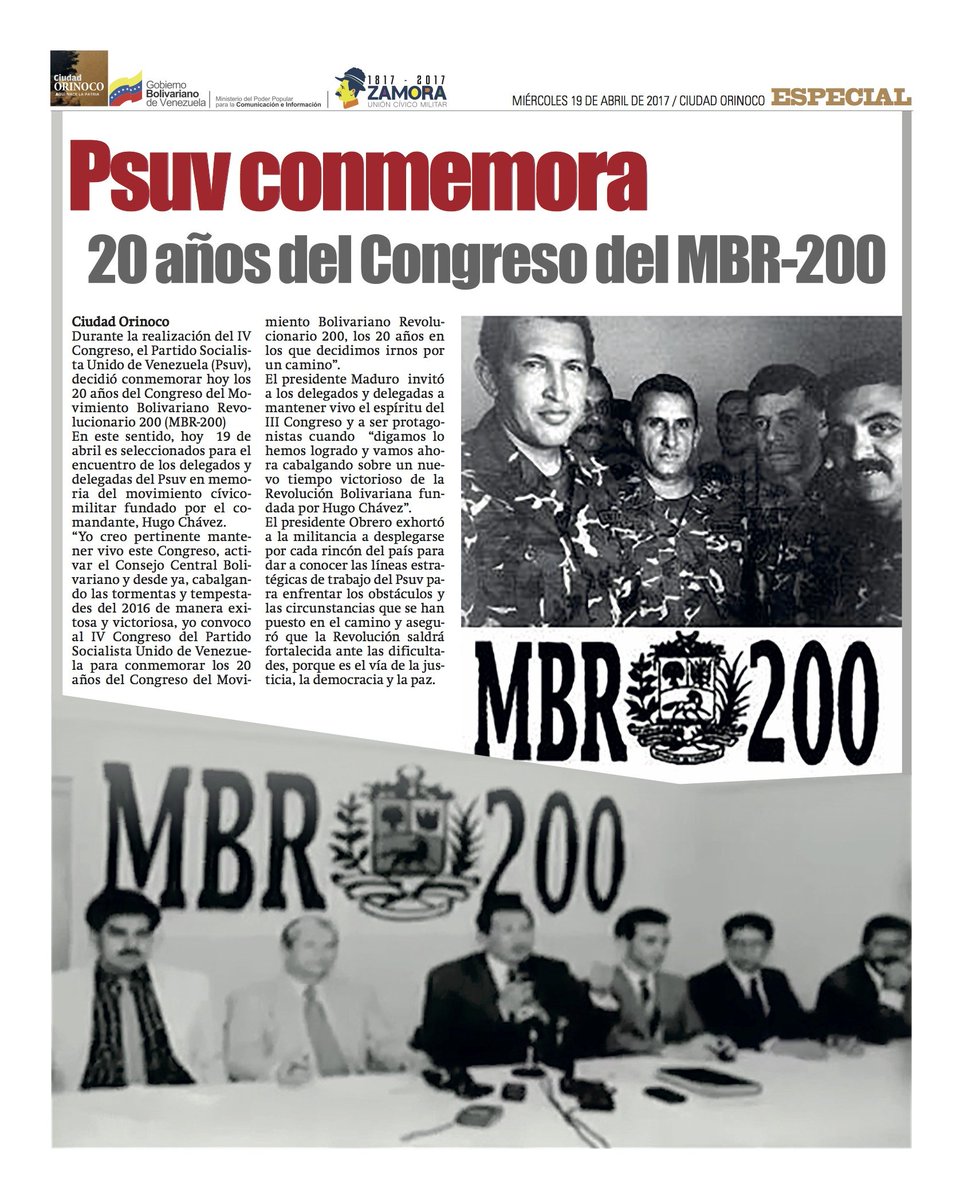 Ciudad
ORINOCO
AQUÍ NACE LA PATRIA
Gobierno
Bolivariano
de Venezuela
Ministerio del Poder Popular
para la Comunicación e Información
1817 - 2017
ZAMORA
UNIÓN CÍVICO MILITAR
MIÉRCOLES 19 DE ABRIL DE 2017 / CIUDAD ORINOCO ESPECIAL
Psuv conmemora
20 años del Congreso del MBR-200
Ciudad Orinoco
Durante la realización del IV
Congreso, el Partido Socialis-
ta Unido de Venezuela (Psuv),
decidió conmemorar hoy los
20 años del Congreso del Mo-
vimiento Bolivariano Revo-
lucionario 200 (MBR-200)
En este sentido, hoy 19 de
abril es seleccionados para el
encuentro de los delegados y
delegadas del Psuv en memo-
ria del movimiento cívico-
militar fundado por el co-
mandante, Hugo Chávez.
“Yo creo pertinente mante-
ner vivo este Congreso, acti-
var el Consejo Central Boli-
variano y desde ya, cabalgan-
do las tormentas y tempesta-
des del 2016 de manera exi-
tosa y victoriosa, yo convoco
al IV Congreso del Partido
Socialista Unido de Venezue-
la para conmemorar los 20
años del Congreso del Movi-
miento Bolivariano Revolu-
cionario 200, los 20 años en
los que decidimos irnos por
un camino”.
El presidente Maduro invitó
a los delegados y delegadas a
mantener vivo el espíritu del
III Congreso y a ser protago-
nistas cuando “digamos lo
hemos logrado y vamos aho-
ra cabalgando sobre un nue-
vo tiempo victorioso de la
Revolución Bolivariana fun-
dada por Hugo Chávez”.
El presidente Obrero exhortó
a la militancia a desplegarse
por cada rincón del país para
dar a conocer las líneas estra-
tégicas de trabajo del Psuv pa-
ra enfrentar los obstáculos y
las circunstancias que se han
puesto en el camino y asegu-
ró que la Revolución saldrá
fortalecida ante las dificulta-
des, porque es el vía de la jus-
ticia, la democracia y la paz.
MBR 200
MBR 200